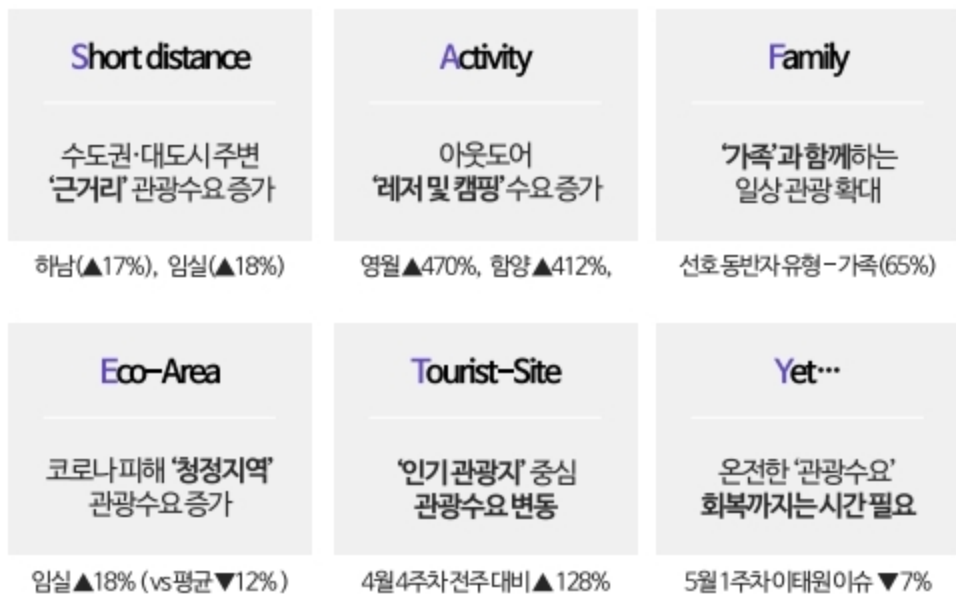 Short distance
수도권·대도시 주변
‘근거리’ 관광수요 증가
하남(▲17%), 임실(▲18%)
Activity
아웃도어
‘레저 및 캠핑’ 수요 증가
영월▲470%, 함양▲412%,
Family
‘가족’과 함께하는
일상 관광 확대
선호 동반자 유형-가족(65%)
Eco-Area
코로나 피해 ‘청정지역’
관광수요 증가
임실▲18% (vs평균▼12%)
Tourist-Site
‘인기 관광지’ 중심
관광수요 변동
4월4주차 전주 대비▲128%
Yet…
온전한 ‘관광수요’
회복까지는 시간 필요
5월1주차 이태원 이슈 ▼7%